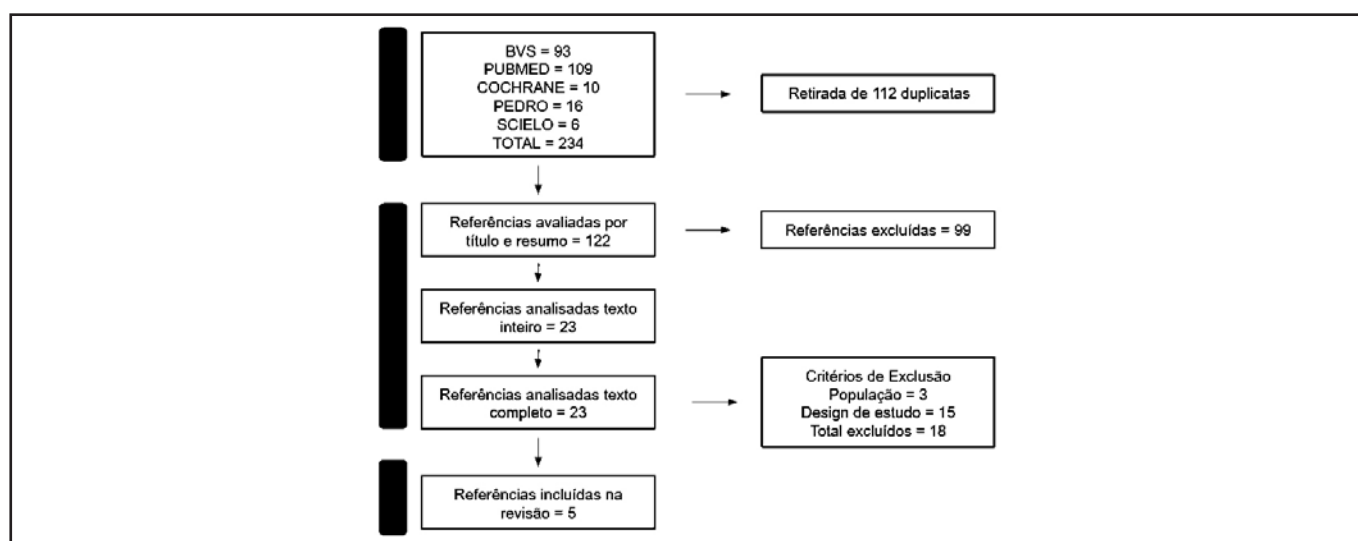 BVS = 93
PUBMED = 109
COCHRANE = 10
PEDRO = 16
SCIELO = 6
TOTAL = 234
Retirada de 112 duplicatas
Referências avaliadas por
título e resumo = 122
Referências excluídas = 99
Referências analisadas texto
inteiro = 23
Referências analisadas texto
completo = 23
Critérios de Exclusão
População = 3
Design de estudo = 15
Total excluídos = 18
Referências incluídas na
revisão = 5